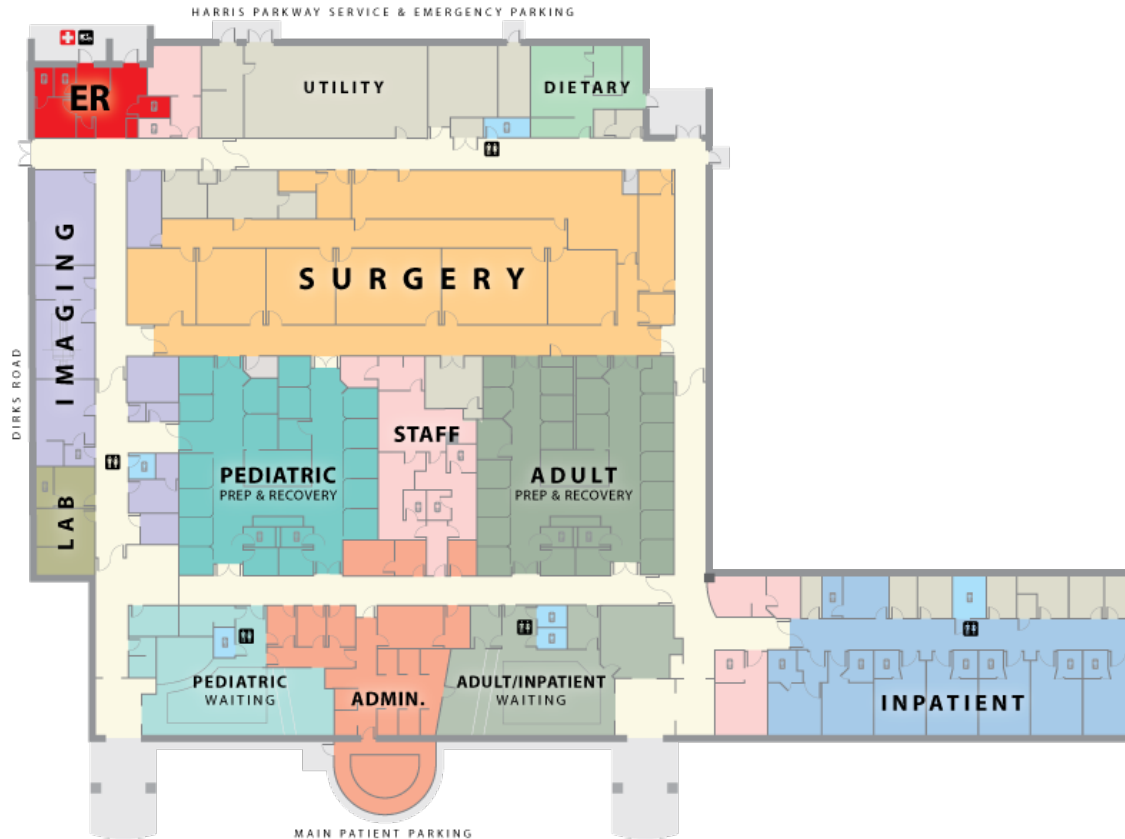 HARRIS PARKWAY SERVICE & EMERGENCY PARKING
ER
UTILITY
DIETARY
IMAGING
SURGERY
DIRKS ROAD
STAFF
PEDIATRIC
PREP & RECOVERY
ADULT
PREP & RECOVERY
LAB
PEDIATRIC
WAITING
ADMIN.
ADULT/INPATIENT
WAITING
INPATIENT
MAIN PATIENT PARKING